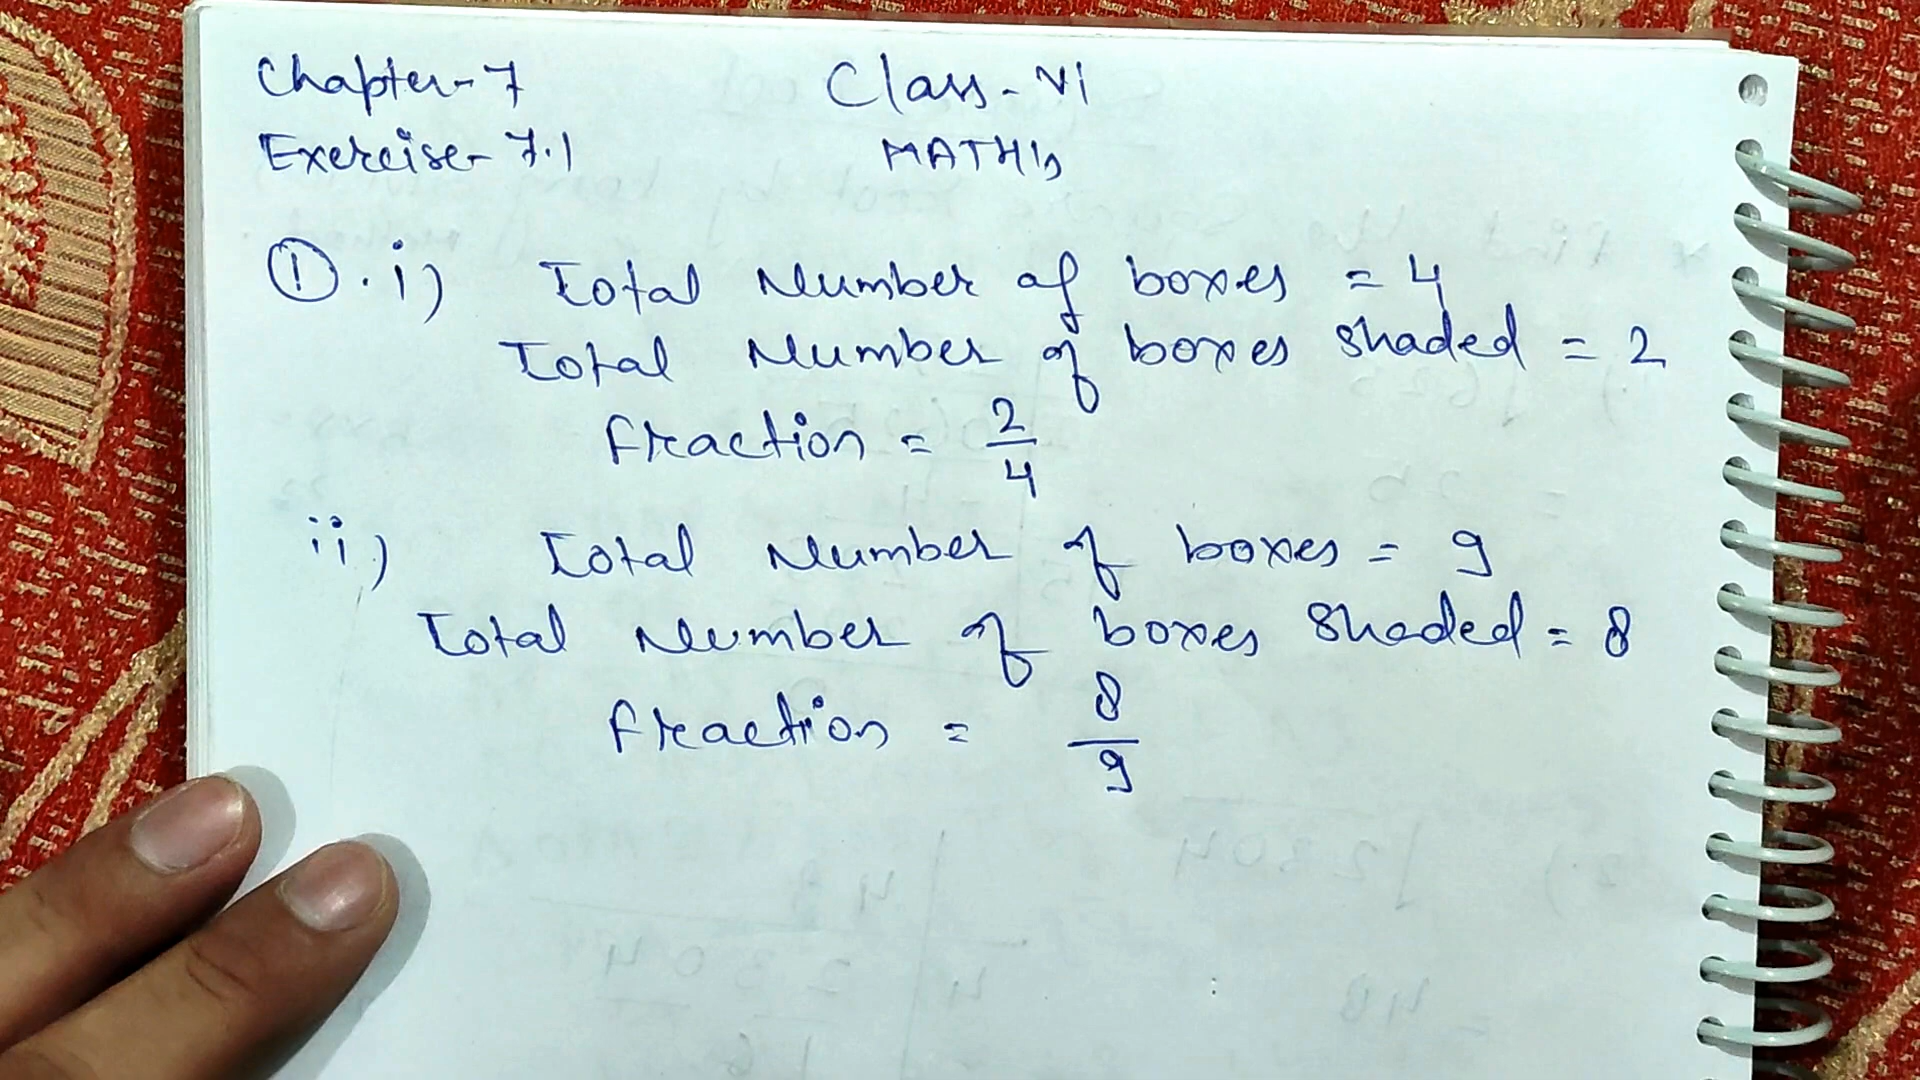 Chapter-7 Class-VI
Exercise-7.1 MATH's
①.i) Total Number of boxes = 4
Total Number of boxes shaded = 2
fraction = 2/4
ii) Total Number of boxes = 9
Total Number of boxes shaded = 8
fraction = 8/9